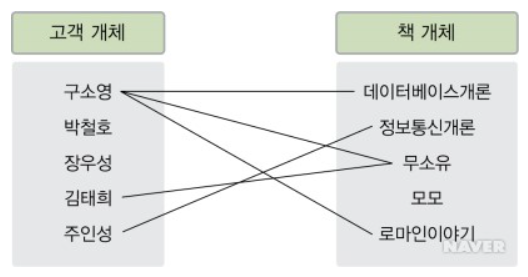 고객 개체
책 개체
구소영
데이터베이스개론
박철호
정보통신개론
장우성
무소유
김태희
모모
주인성
로마인이야기
NAVER